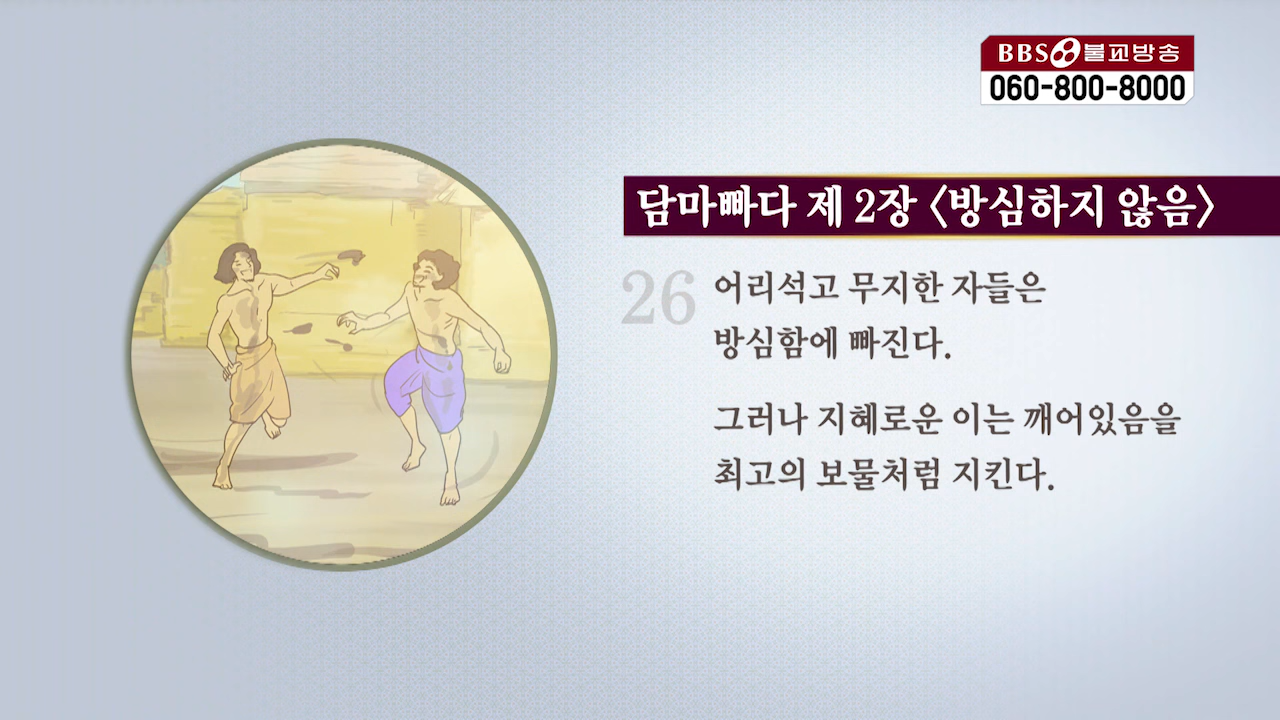 BBS 불교방송
060-800-8000
담마빠다 제 2장 〈방심하지 않음〉
26 어리석고 무지한 자들은
방심함에 빠진다.
그러나 지혜로운 이는 깨어있음을
최고의 보물처럼 지킨다.